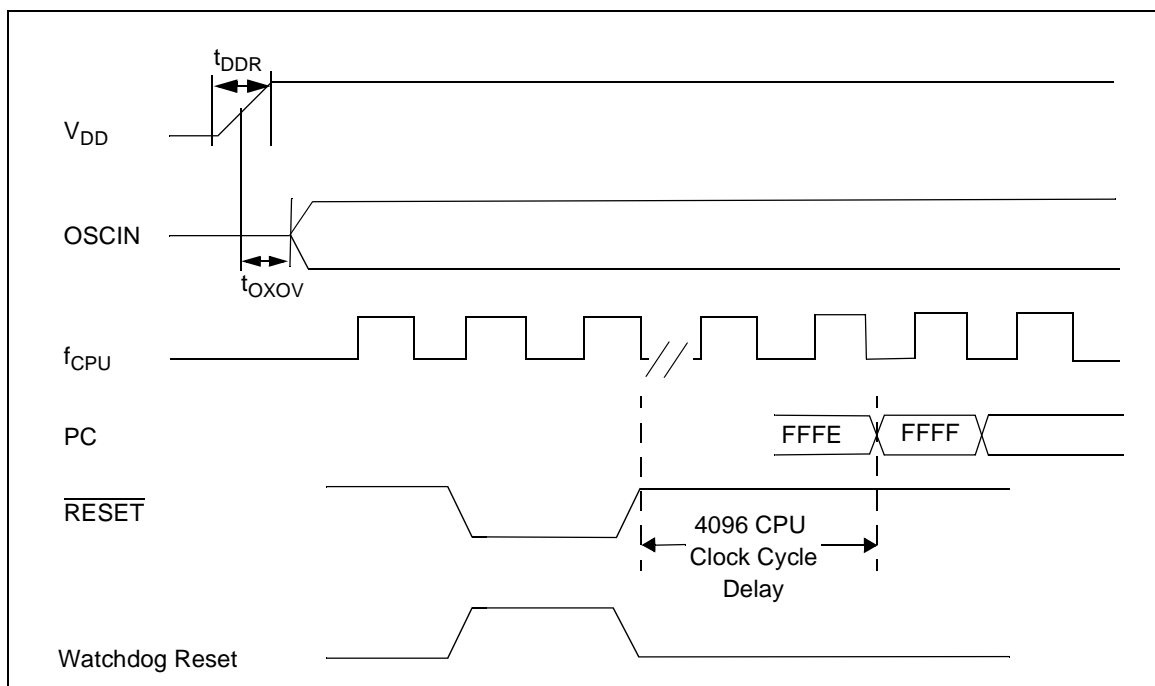 tDDR
VDD
OSCIN
tOXOV
fCPU
PC
FFFE
FFFF
RESET
4096 CPU
Clock Cycle
Delay
Watchdog Reset